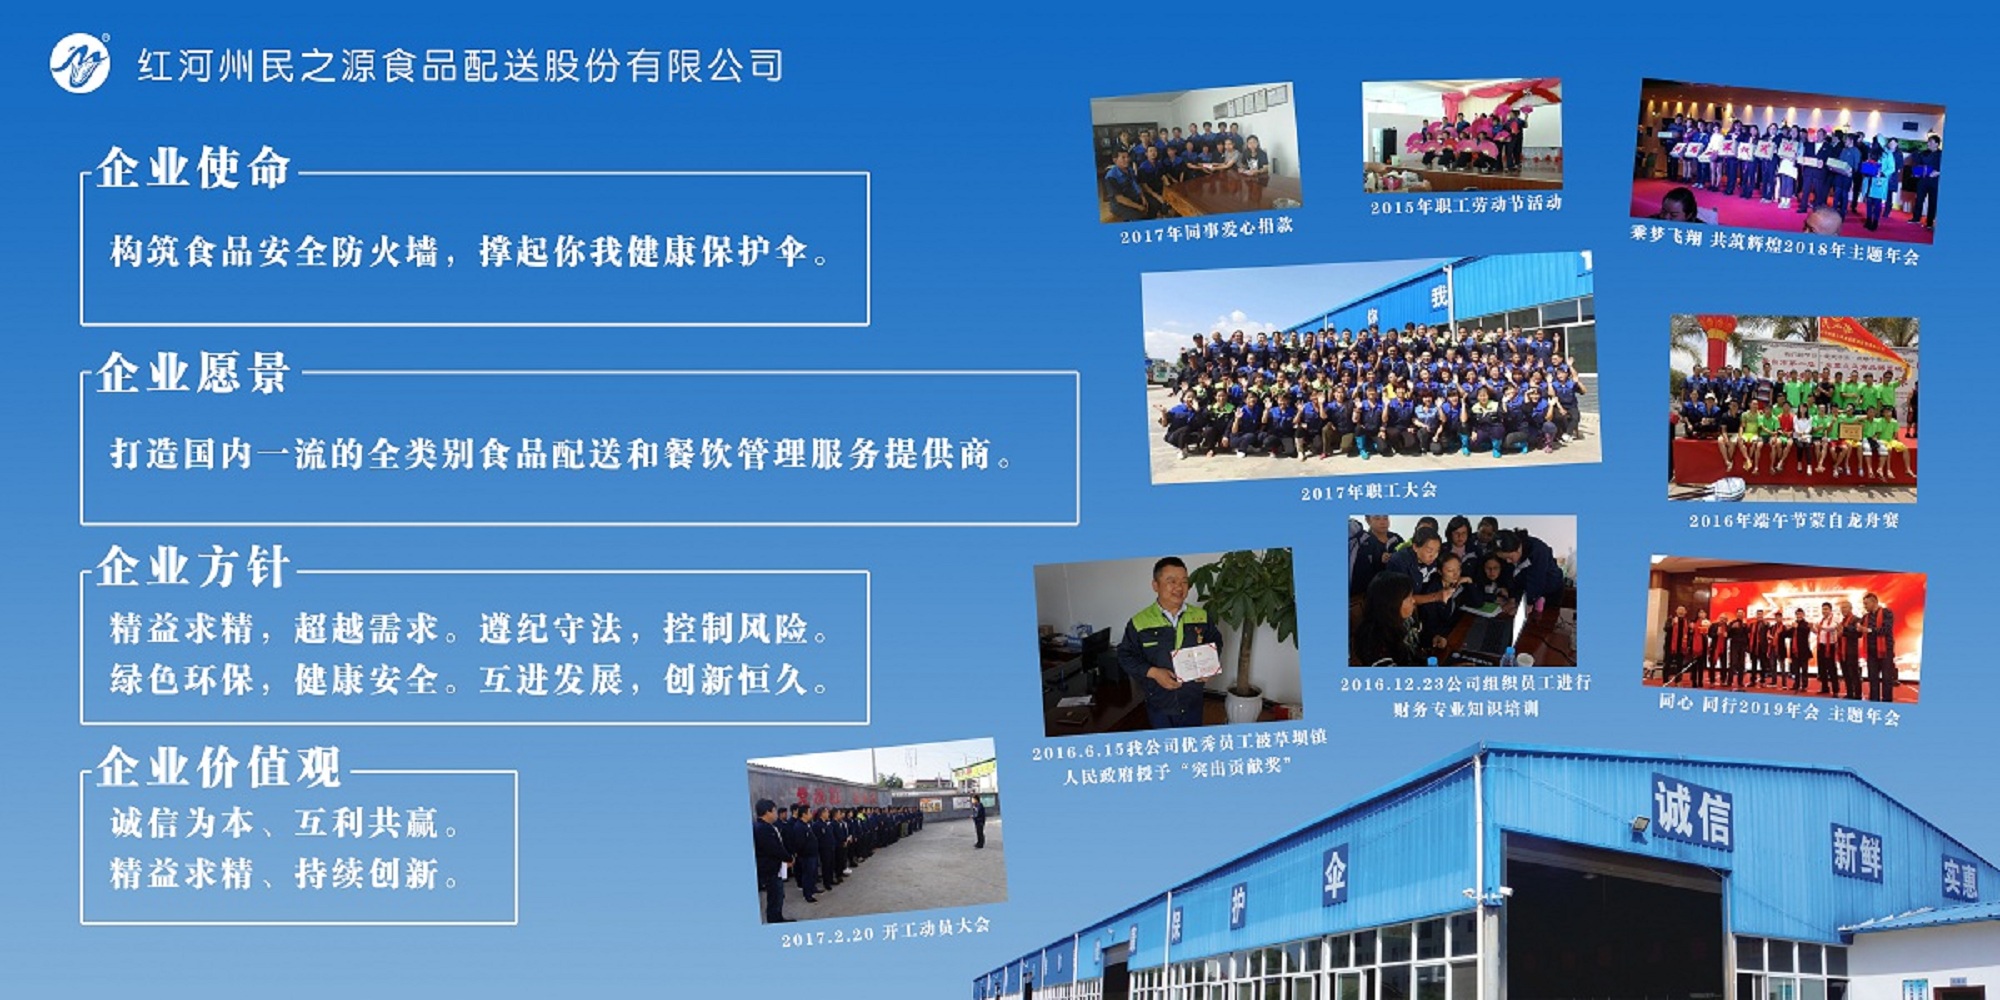 红河州民之源食品配送股份有限公司
企业使命
构筑食品安全防火墙，撑起你我健康保护伞。
企业愿景
打造国内一流的全类别食品配送和餐饮管理服务提供商。
企业方针
精益求精，超越需求。遵纪守法，控制风险。
绿色环保，健康安全。互进发展，创新恒久。
企业价值观
诚信为本、互利共赢。
精益求精、持续创新。
2017年同事爱心捐款
2015年职工劳动节活动
乘梦飞翔 共筑辉煌2018年主题年会
你 我
2017年职工大会
2016年端午节蒙自龙舟赛
2016.6.15我公司优秀员工被草坝镇
人民政府授予“突出贡献奖”
2016.12.23公司组织员工进行
财务专业知识培训
同心 同行2019年会 主题年会
2017.2.20 开工动员大会
保 护 伞
诚信
新鲜
实惠